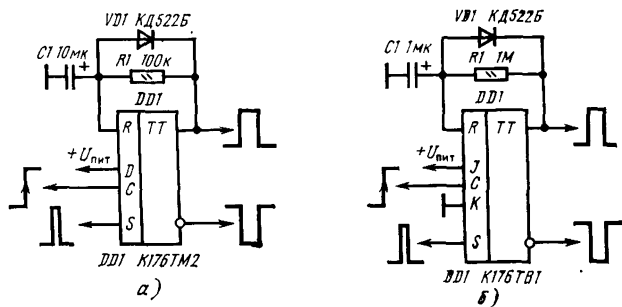 VD1 КД522Б
C1 10мк
+
R1 100к
DD1
R
TT
+Uпит
D
C
S
DD1 К176ТМ2
а)
VD1 КД522Б
C1 1мк
+
R1 1М
DD1
R
TT
+Uпит
J
C
K
S
DD1 К176ТВ1
б)